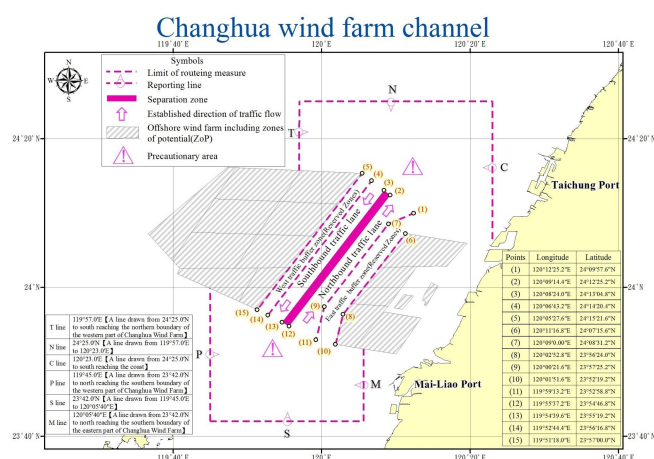 Changhua wind farm channel
119˚40'E
120˚E
120˚20'E
120˚40'E
N
W
E
S
Symbols
Limit of routeing measure
Reporting line
Separation zone
Established direction of traffic flow
Offshore wind farm including zones
of potential(ZoP)
Precautionary area
24˚20'N
24˚20'N
N
T
C
Taichung Port
(5)
(4)
(3)
(2)
(1)
(7)
(6)
West traffic buffer zone(Reserved Zones)
Southbound traffic lane
Northbound traffic lane
East traffic buffer zone(Reserved Zones)
24˚N
(15)
(14)
(13)
(12)
(9)
(8)
(11)
(10)
P
M
S
Mai-Liao Port
T line 119°57.0'E【A line drawn from 24°25.0'N
to south reaching the northern boundary of
the western part of Changhua Wind Farm】
N line 24°25.0'N【A line drawn from 119°57.0'E
to 120°23.0'E】
C line 120°23.0'E【A line drawn from 24°25.0'N
to south reaching the coast】
P line 119°45.0'E【A line drawn from 23°42.0'N
to north reaching the southern boundary of
the western part of Changhua Wind Farm】
S line 23°42.0'N【A line drawn from 119°45.0'E
to 120°05'40"E】
M line 120°05'40"E【A line drawn from 23°42.0'N
to north reaching the southern boundary of
the eastern part of Changhua Wind Farm】
Points Longitude Latitude
(1) 120°12'25.2"E 24°09'57.6"N
(2) 120°09'14.4"E 24°12'25.2"N
(3) 120°08'24.0"E 24°13'04.8"N
(4) 120°06'43.2"E 24°14'20.4"N
(5) 120°05'27.6"E 24°15'21.6"N
(6) 120°11'16.8"E 24°07'15.6"N
(7) 120°09'0.00"E 24°08'31.2"N
(8) 120°02'52.8"E 23°56'24.0"N
(9) 120°00'21.6"E 23°57'25.2"N
(10) 120°01'51.6"E 23°52'19.2"N
(11) 119°59'13.2"E 23°52'58.8"N
(12) 119°55'37.2"E 23°54'46.8"N
(13) 119°54'39.6"E 23°55'19.2"N
(14) 119°52'44.4"E 23°56'16.8"N
(15) 119°51'18.0"E 23°57'00.0"N
23˚40'N
23˚40'N
119˚40'E
120˚E
120˚20'E
120˚40'E